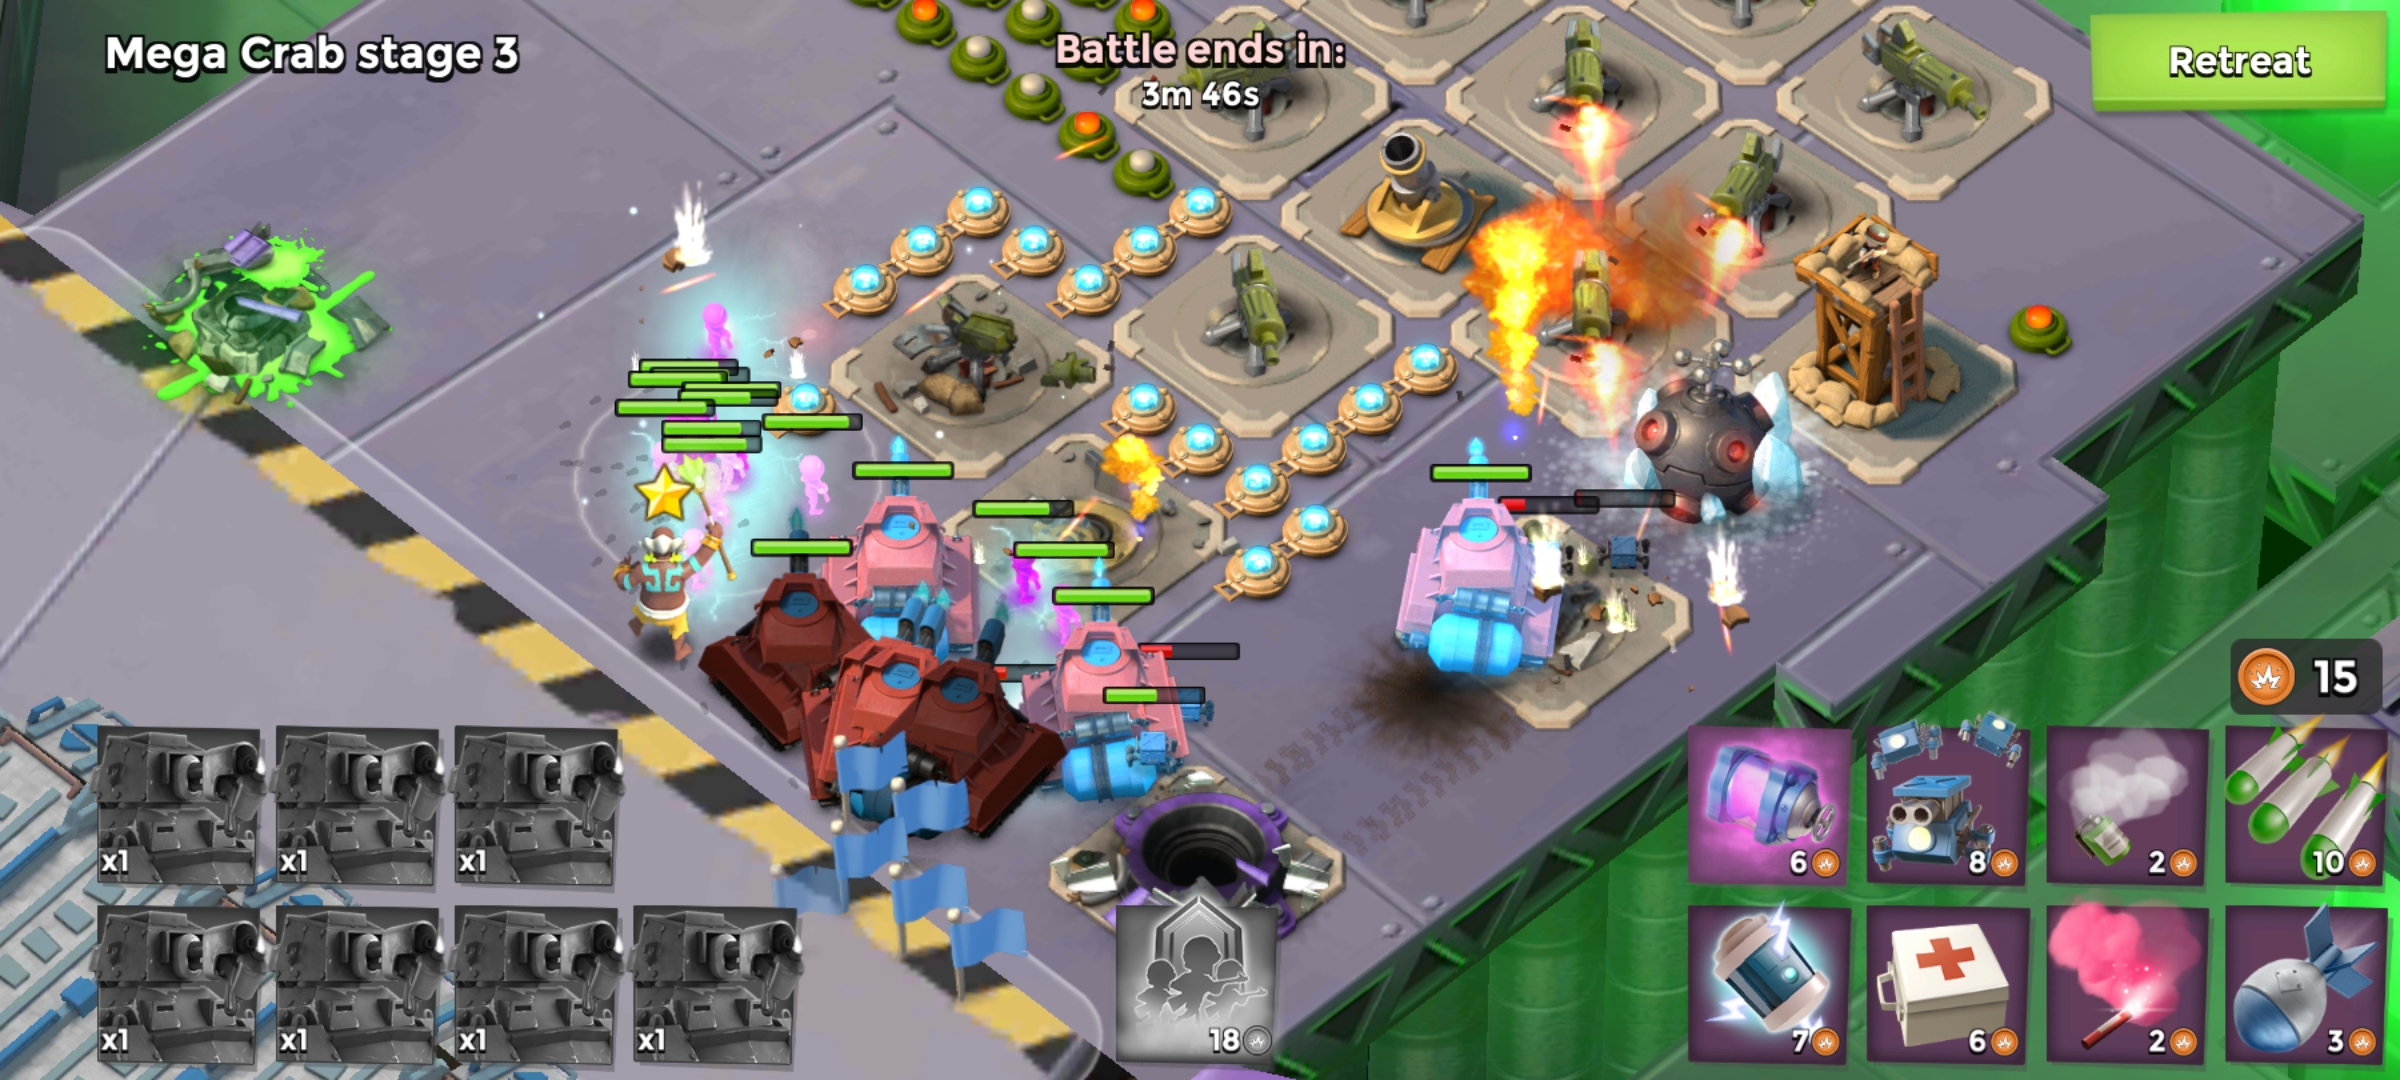 Mega Crab stage 3
Battle ends in:
3m 46s
Retreat
15
x1
x1
x1
6
8
2
10
x1
x1
x1
x1
18
7
6
2
3